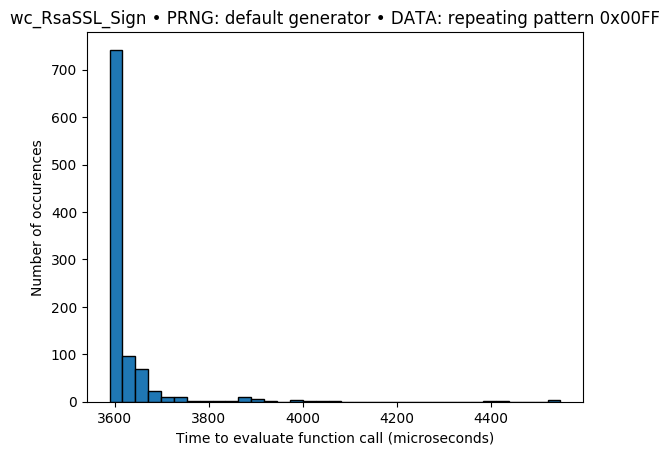 wc_RsaSSL_Sign • PRNG: default generator • DATA: repeating pattern 0x00FF
700
600
500
400
300
200
100
0
Number of occurences
3600 3800 4000 4200 4400
Time to evaluate function call (microseconds)